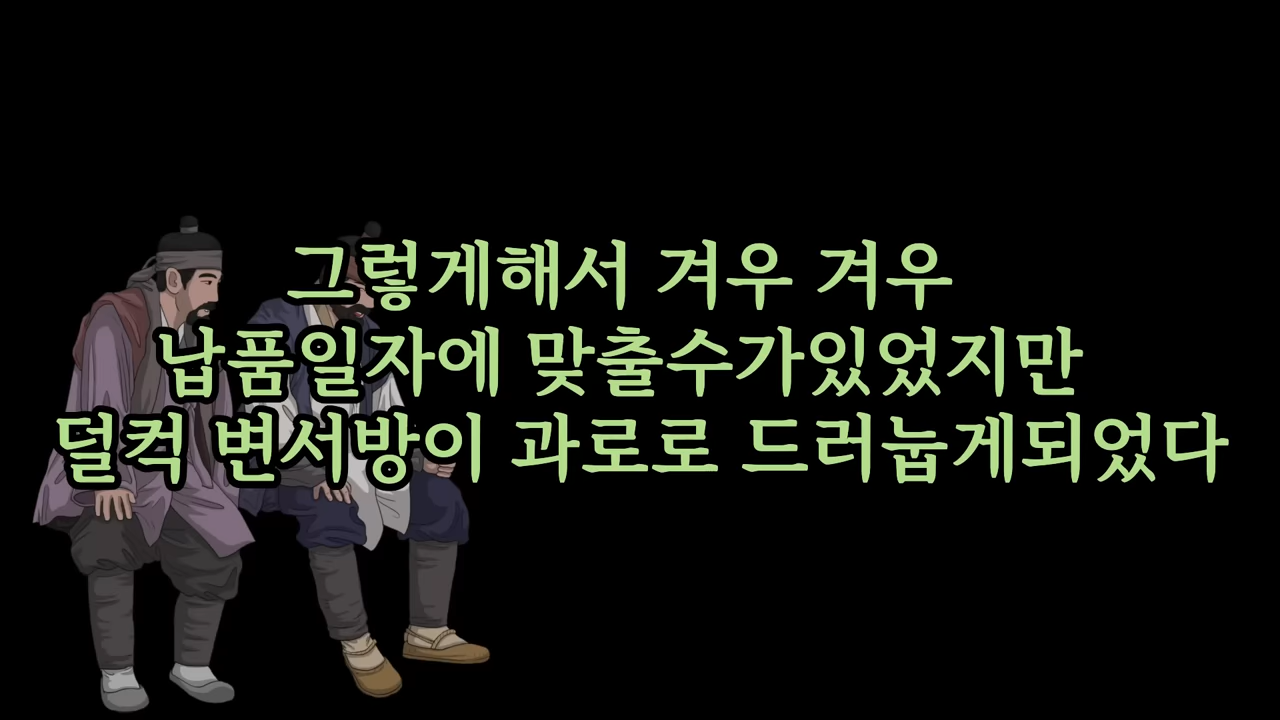 그렇게해서 겨우 겨우
납품일자에 맞출수가있었지만
덜컥 변서방이 과로로 드러눕게되었다